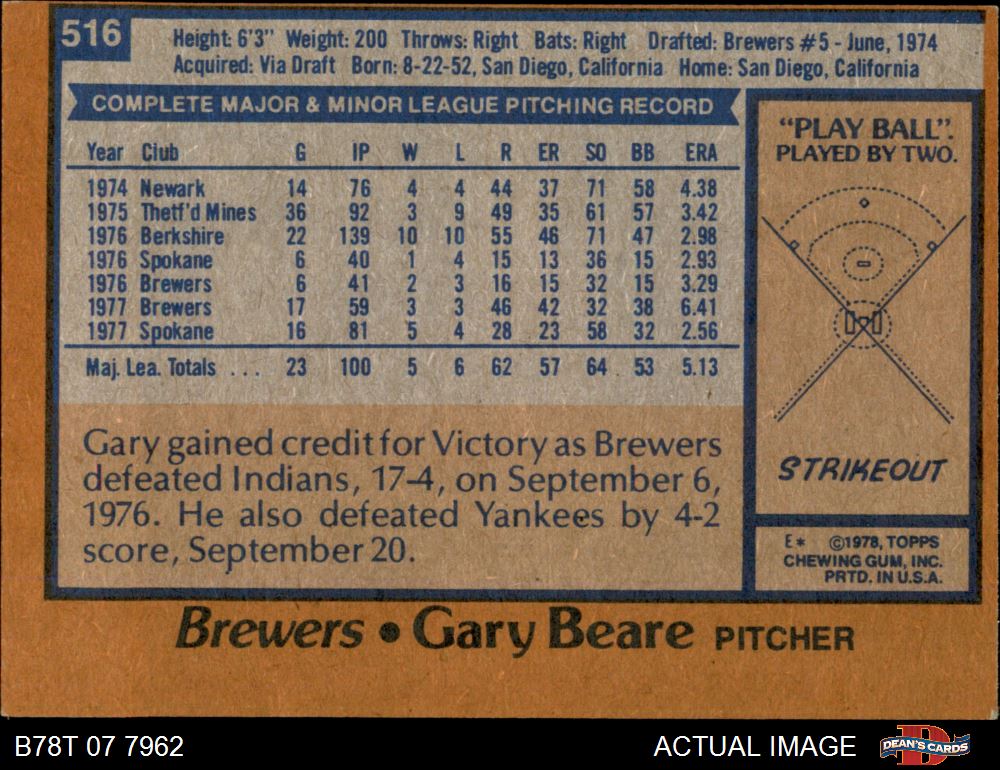 516
Height: 6'3" Weight: 200 Throws: Right Bats: Right Drafted: Brewers #5 - June, 1974
Acquired: Via Draft Born: 8-22-52, San Diego, California Home: San Diego, California
COMPLETE MAJOR & MINOR LEAGUE PITCHING RECORD
Year Club G IP W L R ER SO BB ERA
1974 Newark 14 76 4 4 44 37 71 58 4.38
1975 Thetf'd Mines 36 92 3 9 49 35 61 57 3.42
1976 Berkshire 22 139 10 10 55 46 71 47 2.98
1976 Spokane 6 40 1 4 15 13 36 15 2.93
1976 Brewers 6 41 2 3 16 15 32 15 3.29
1977 Brewers 17 59 3 3 46 42 32 38 6.41
1977 Spokane 16 81 5 4 28 23 58 32 2.56
Maj. Lea. Totals ... 23 100 5 6 62 57 64 53 5.13
Gary gained credit for Victory as Brewers
defeated Indians, 17-4, on September 6,
1976. He also defeated Yankees by 4-2
score, September 20.
"PLAY BALL".
PLAYED BY TWO.
STRIKEOUT
E* ©1978, TOPPS
CHEWING GUM, INC.
PRTD. IN U.S.A.
Brewers • Gary Beare PITCHER
B78T 07 7962
ACTUAL IMAGE
DEAN'S CARDS